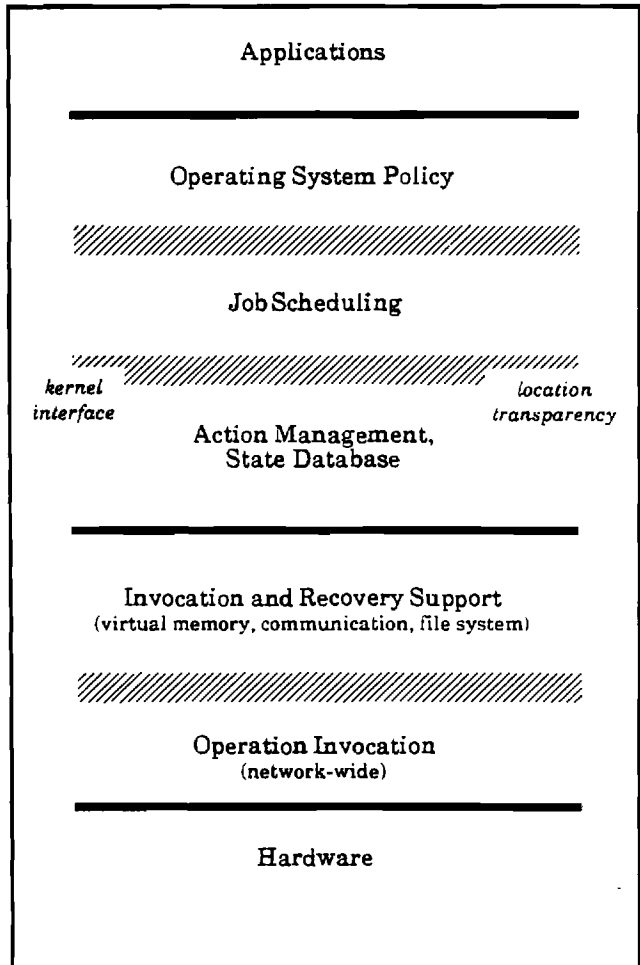 Applications
Operating System Policy
Job Scheduling
kernel
interface
location
transparency
Action Management,
State Database
Invocation and Recovery Support
(virtual memory, communication, file system)
Operation Invocation
(network-wide)
Hardware